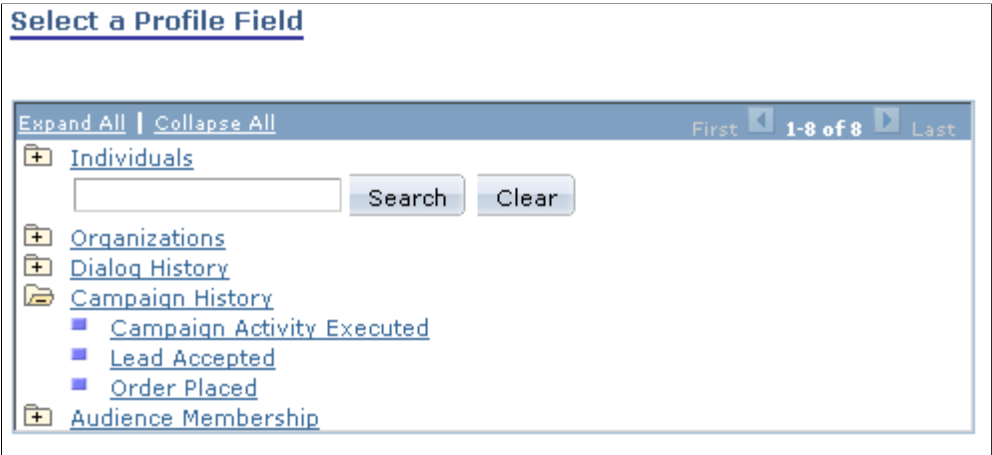 Select a Profile Field
Expand All | Collapse All First 1-8 of 8 Last
Individuals
Search Clear
Organizations
Dialog History
Campaign History
Campaign Activity Executed
Lead Accepted
Order Placed
Audience Membership